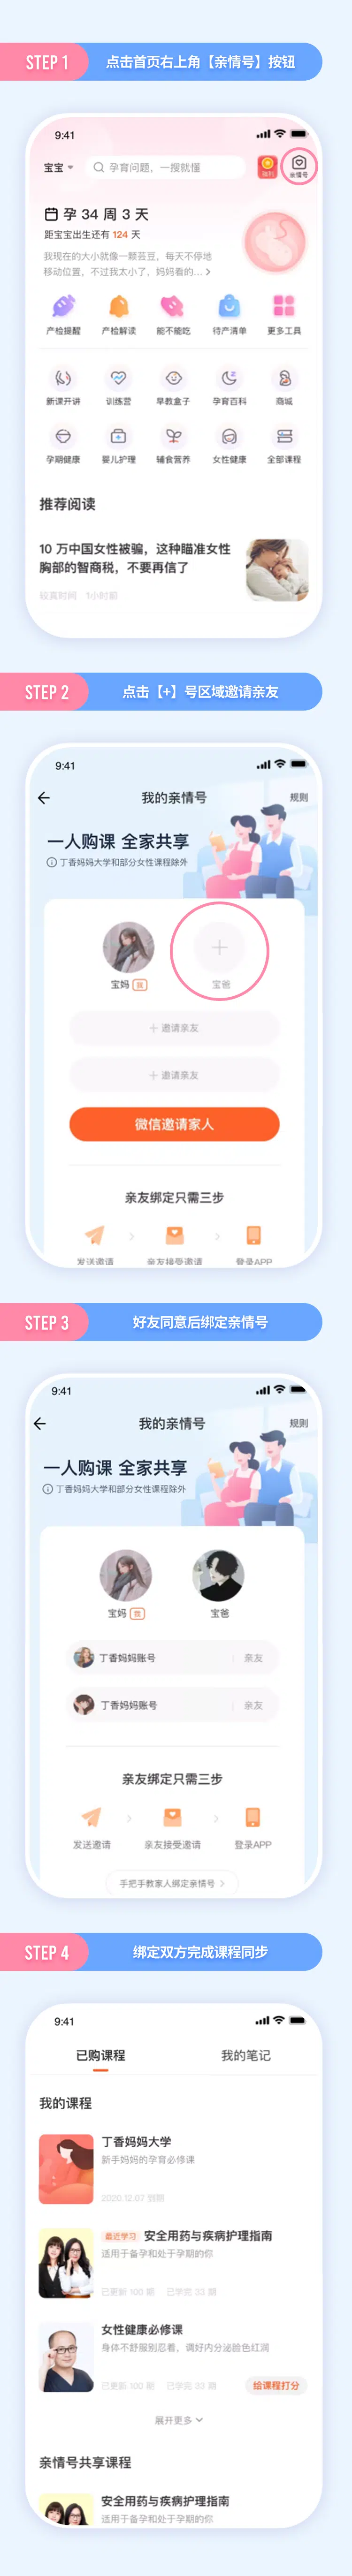 STEP 1
点击首页右上角【亲情号】按钮
9:41
宝宝
孕育问题，一搜就懂
福利
亲情号
孕 34 周 3 天
距宝宝出生还有 124 天
我现在的大小就像一颗芸豆，每天不停地
移动位置，不过我太小了，妈妈看的...
产检提醒
产检解读
能不能吃
待产清单
更多工具
新课开讲
训练营
早教盒子
孕育百科
商城
孕期健康
婴儿护理
辅食营养
女性健康
全部课程
推荐阅读
10 万中国女性被骗，这种瞄准女性
胸部的智商税，不要再信了
较真时间 1小时前
STEP 2
点击【+】号区域邀请亲友
9:41
我的亲情号
规则
一人购课 全家共享
丁香妈妈大学和部分女性课程除外
宝妈 我
宝爸
+ 邀请亲友
+ 邀请亲友
微信邀请家人
亲友绑定只需三步
发送邀请
亲友接受邀请
登录APP
STEP 3
好友同意后绑定亲情号
9:41
我的亲情号
规则
一人购课 全家共享
丁香妈妈大学和部分女性课程除外
宝妈 我
宝爸
丁香妈妈账号
亲友
丁香妈妈账号
亲友
亲友绑定只需三步
发送邀请
亲友接受邀请
登录APP
手把手教家人绑定亲情号
STEP 4
绑定双方完成课程同步
9:41
已购课程
我的笔记
我的课程
丁香妈妈大学
新手妈妈的孕育必修课
2020.12.07 到期
最近学习 安全用药与疾病护理指南
适用于备孕和处于孕期的你
已更新 100 期 已学完 33 期
女性健康必修课
身体不舒服别忍着，调好内分泌脸色红润
已更新 100 期 已学完 33 期
给课程打分
展开更多
亲情号共享课程
安全用药与疾病护理指南
适用于备孕和处于孕期的你